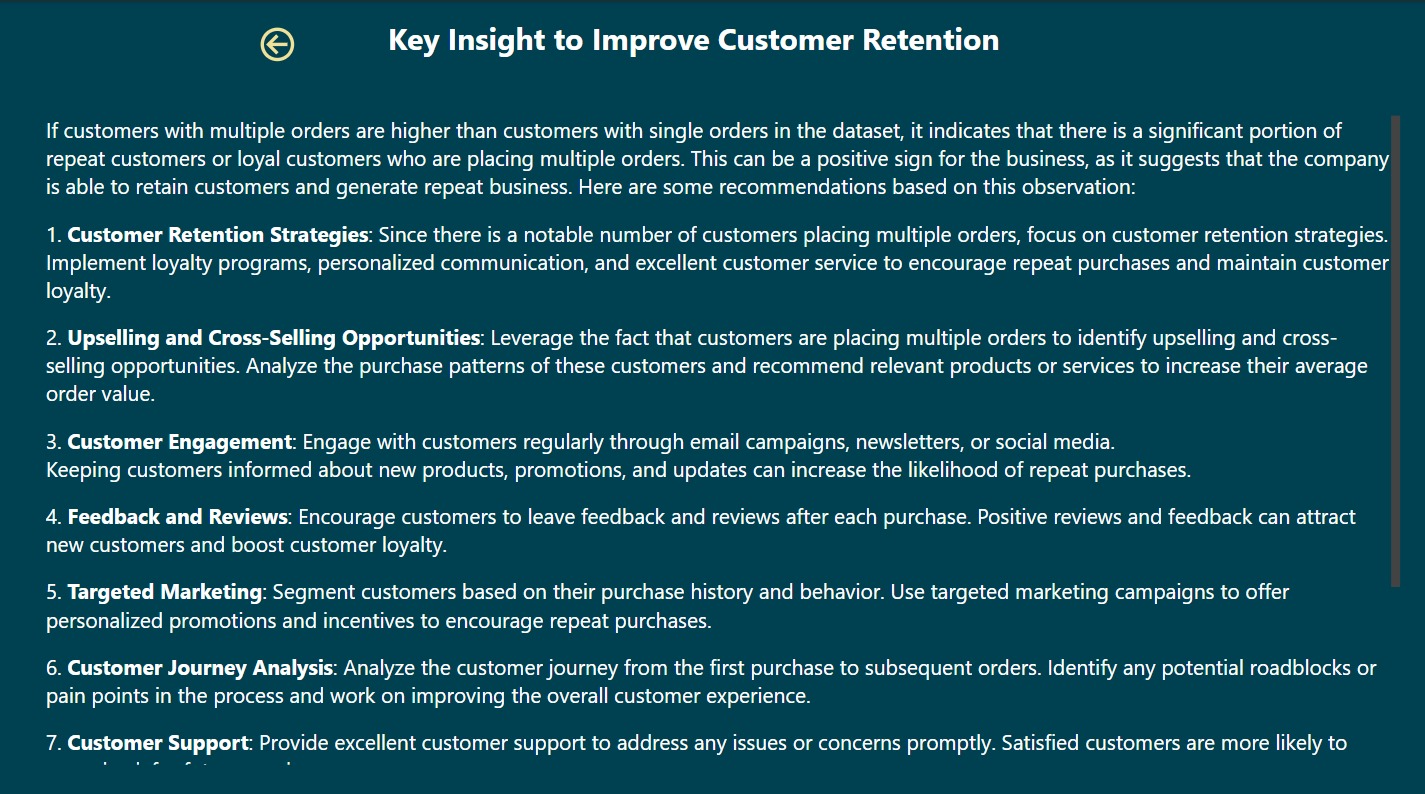 Key Insight to Improve Customer Retention
If customers with multiple orders are higher than customers with single orders in the dataset, it indicates that there is a significant portion of
repeat customers or loyal customers who are placing multiple orders. This can be a positive sign for the business, as it suggests that the company
is able to retain customers and generate repeat business. Here are some recommendations based on this observation:
1. Customer Retention Strategies: Since there is a notable number of customers placing multiple orders, focus on customer retention strategies.
Implement loyalty programs, personalized communication, and excellent customer service to encourage repeat purchases and maintain customer
loyalty.
2. Upselling and Cross-Selling Opportunities: Leverage the fact that customers are placing multiple orders to identify upselling and cross-
selling opportunities. Analyze the purchase patterns of these customers and recommend relevant products or services to increase their average
order value.
3. Customer Engagement: Engage with customers regularly through email campaigns, newsletters, or social media.
Keeping customers informed about new products, promotions, and updates can increase the likelihood of repeat purchases.
4. Feedback and Reviews: Encourage customers to leave feedback and reviews after each purchase. Positive reviews and feedback can attract
new customers and boost customer loyalty.
5. Targeted Marketing: Segment customers based on their purchase history and behavior. Use targeted marketing campaigns to offer
personalized promotions and incentives to encourage repeat purchases.
6. Customer Journey Analysis: Analyze the customer journey from the first purchase to subsequent orders. Identify any potential roadblocks or
pain points in the process and work on improving the overall customer experience.
7. Customer Support: Provide excellent customer support to address any issues or concerns promptly. Satisfied customers are more likely to